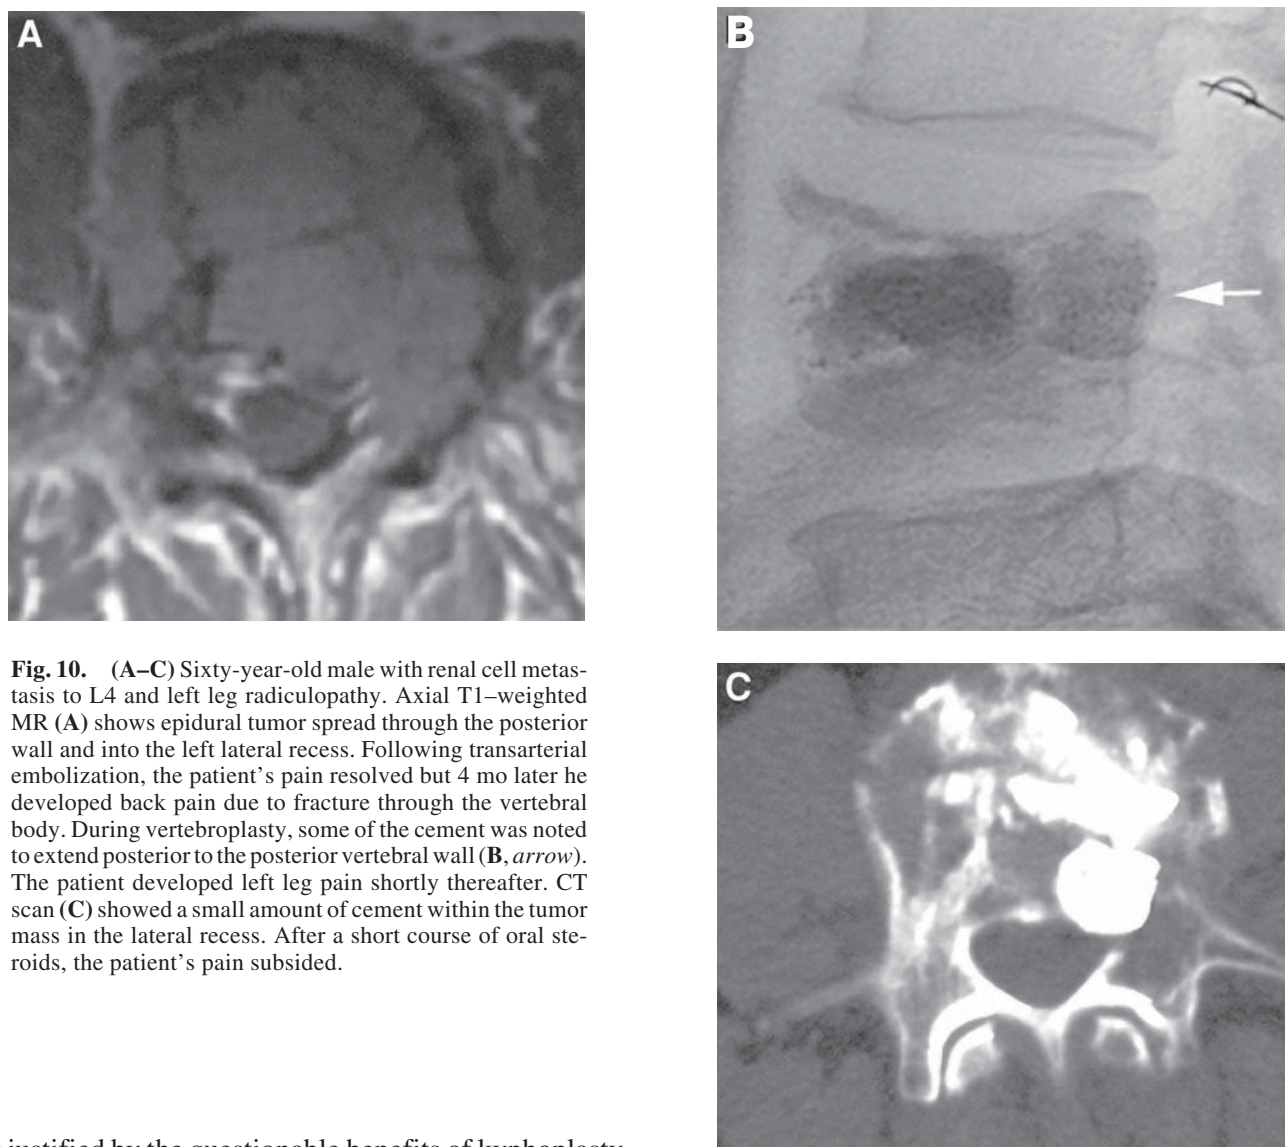 A
B
Fig. 10. (A–C) Sixty-year-old male with renal cell metas-
tasis to L4 and left leg radiculopathy. Axial T1–weighted
MR (A) shows epidural tumor spread through the posterior
wall and into the left lateral recess. Following transarterial
embolization, the patient's pain resolved but 4 mo later he
developed back pain due to fracture through the vertebral
body. During vertebroplasty, some of the cement was noted
to extend posterior to the posterior vertebral wall (B, arrow).
The patient developed left leg pain shortly thereafter. CT
scan (C) showed a small amount of cement within the tumor
mass in the lateral recess. After a short course of oral ste-
roids, the patient's pain subsided.
C
justified by the questionable benefits of kyphoplasty